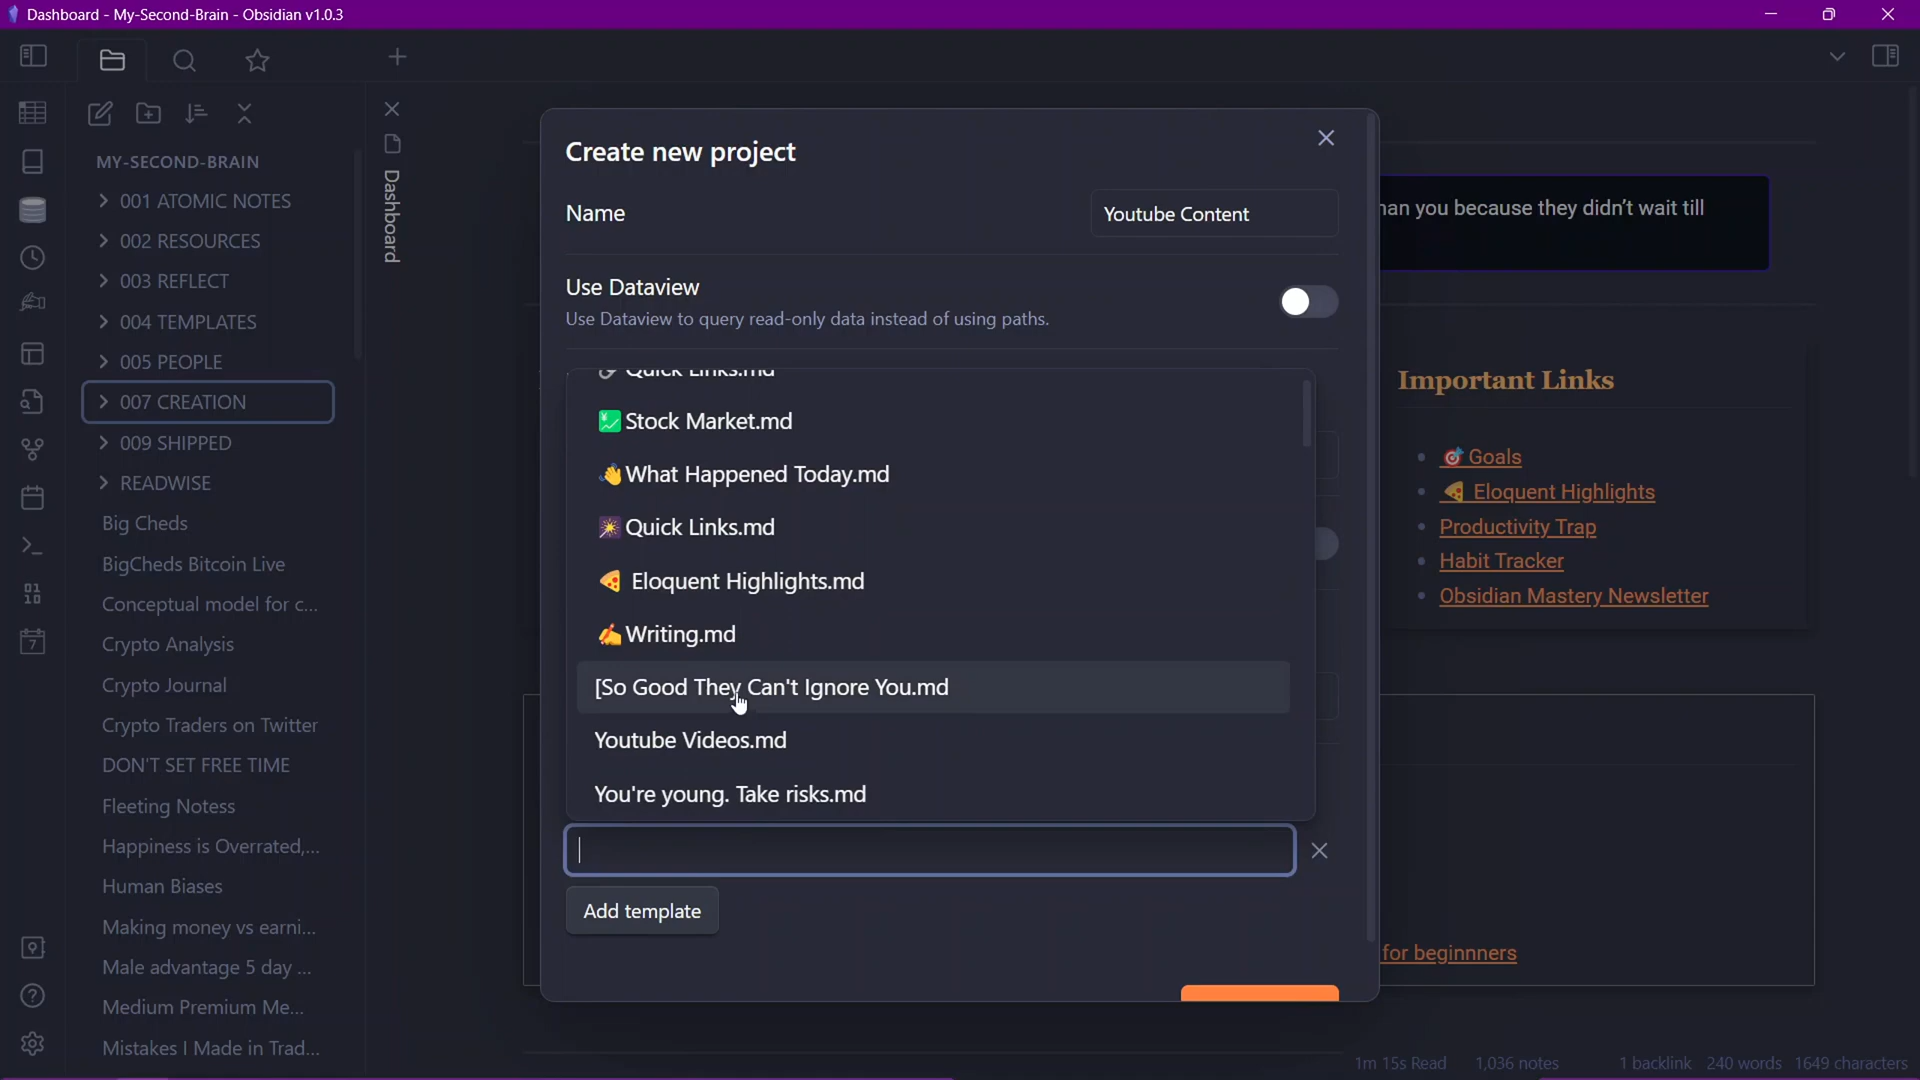 Dashboard - My-Second-Brain - Obsidian v1.0.3
MY-SECOND-BRAIN
001 ATOMIC NOTES
002 RESOURCES
003 REFLECT
004 TEMPLATES
005 PEOPLE
007 CREATION
009 SHIPPED
READWISE
Big Cheds
BigCheds Bitcoin Live
Conceptual model for c...
Crypto Analysis
Crypto Journal
Crypto Traders on Twitter
DON'T SET FREE TIME
Fleeting Notess
Happiness is Overrated,...
Human Biases
Making money vs earni...
Male advantage 5 day ...
Medium Premium Me...
Mistakes I Made in Trad...
7
Dashboard
Create new project
Name
Youtube Content
Use Dataview
Use Dataview to query read-only data instead of using paths.
Quick Links.md
Stock Market.md
What Happened Today.md
Quick Links.md
Eloquent Highlights.md
Writing.md
[So Good They Can't Ignore You.md
Youtube Videos.md
You're young. Take risks.md
Add template
han you because they didn't wait till
Important Links
Goals
Eloquent Highlights
Productivity Trap
Habit Tracker
Obsidian Mastery Newsletter
for beginnners
1m 15s Read 1,036 notes 1 backlink 240 words 1649 characters